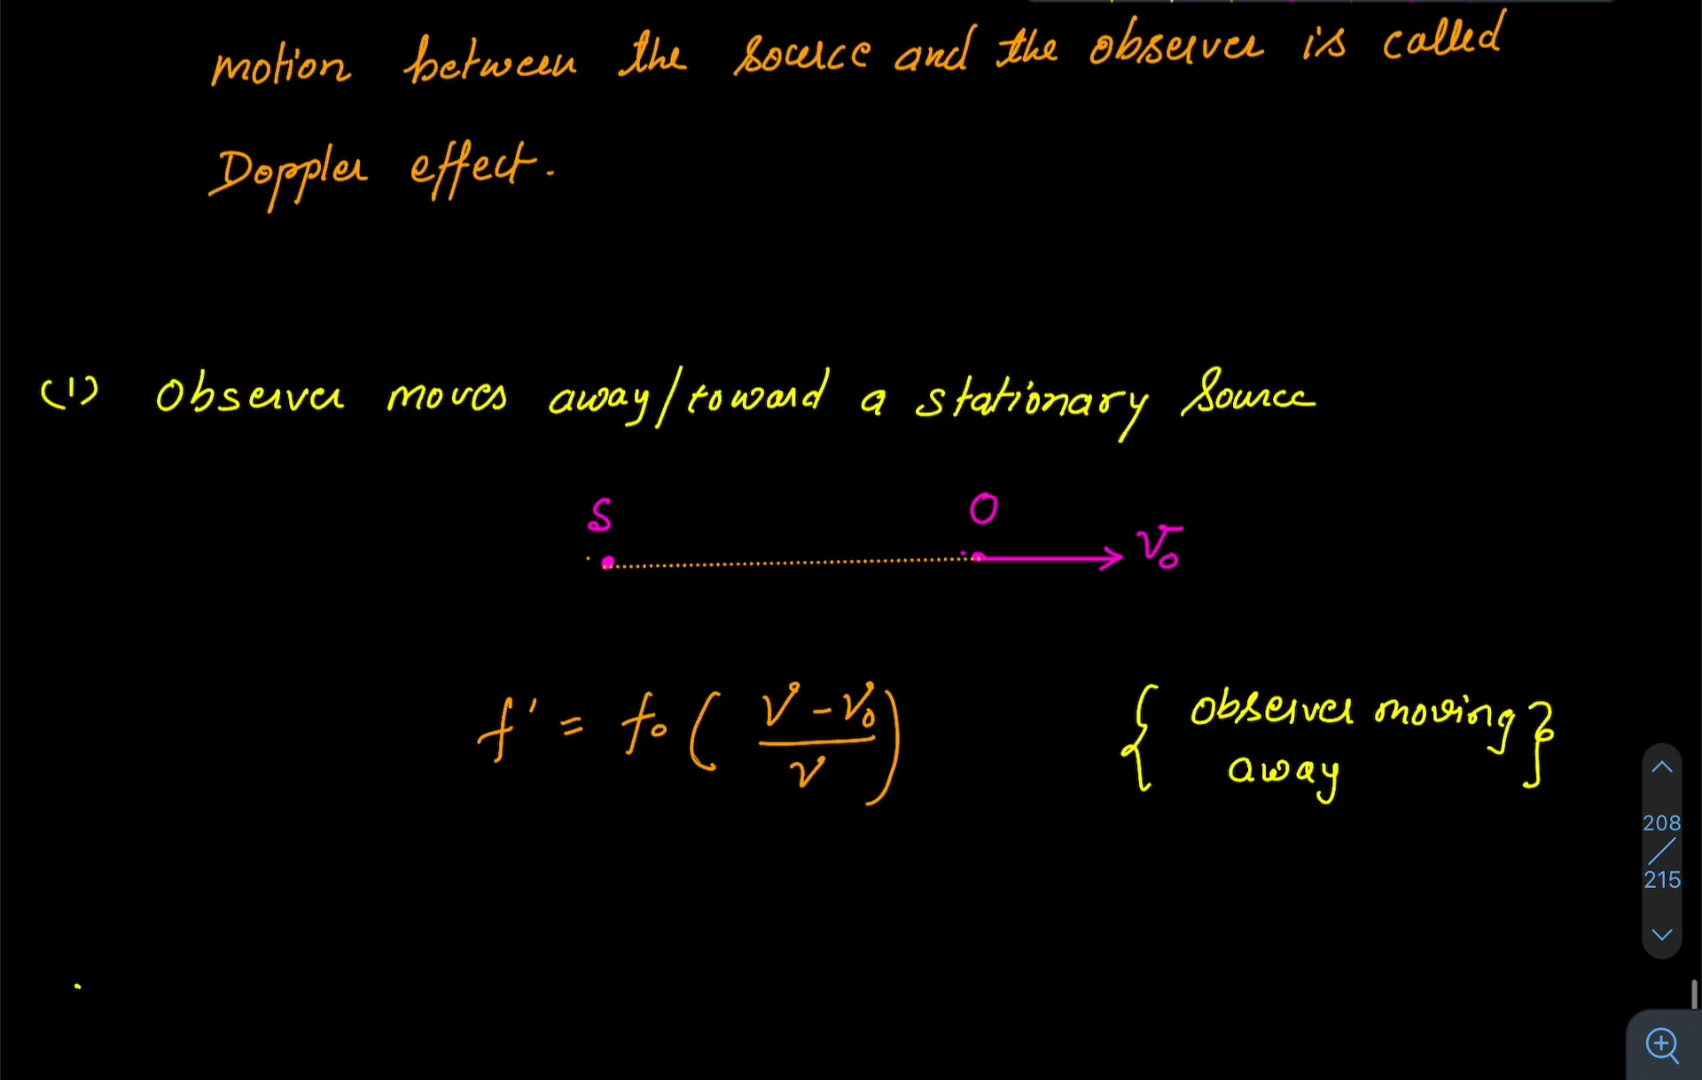 motion between the source and the observer is called
Doppler effect.
(1) Observer moves away/toward a stationary source
S O V₀
f' = f₀ ( V - V₀ / V ) { observer moving away }
208
/
215